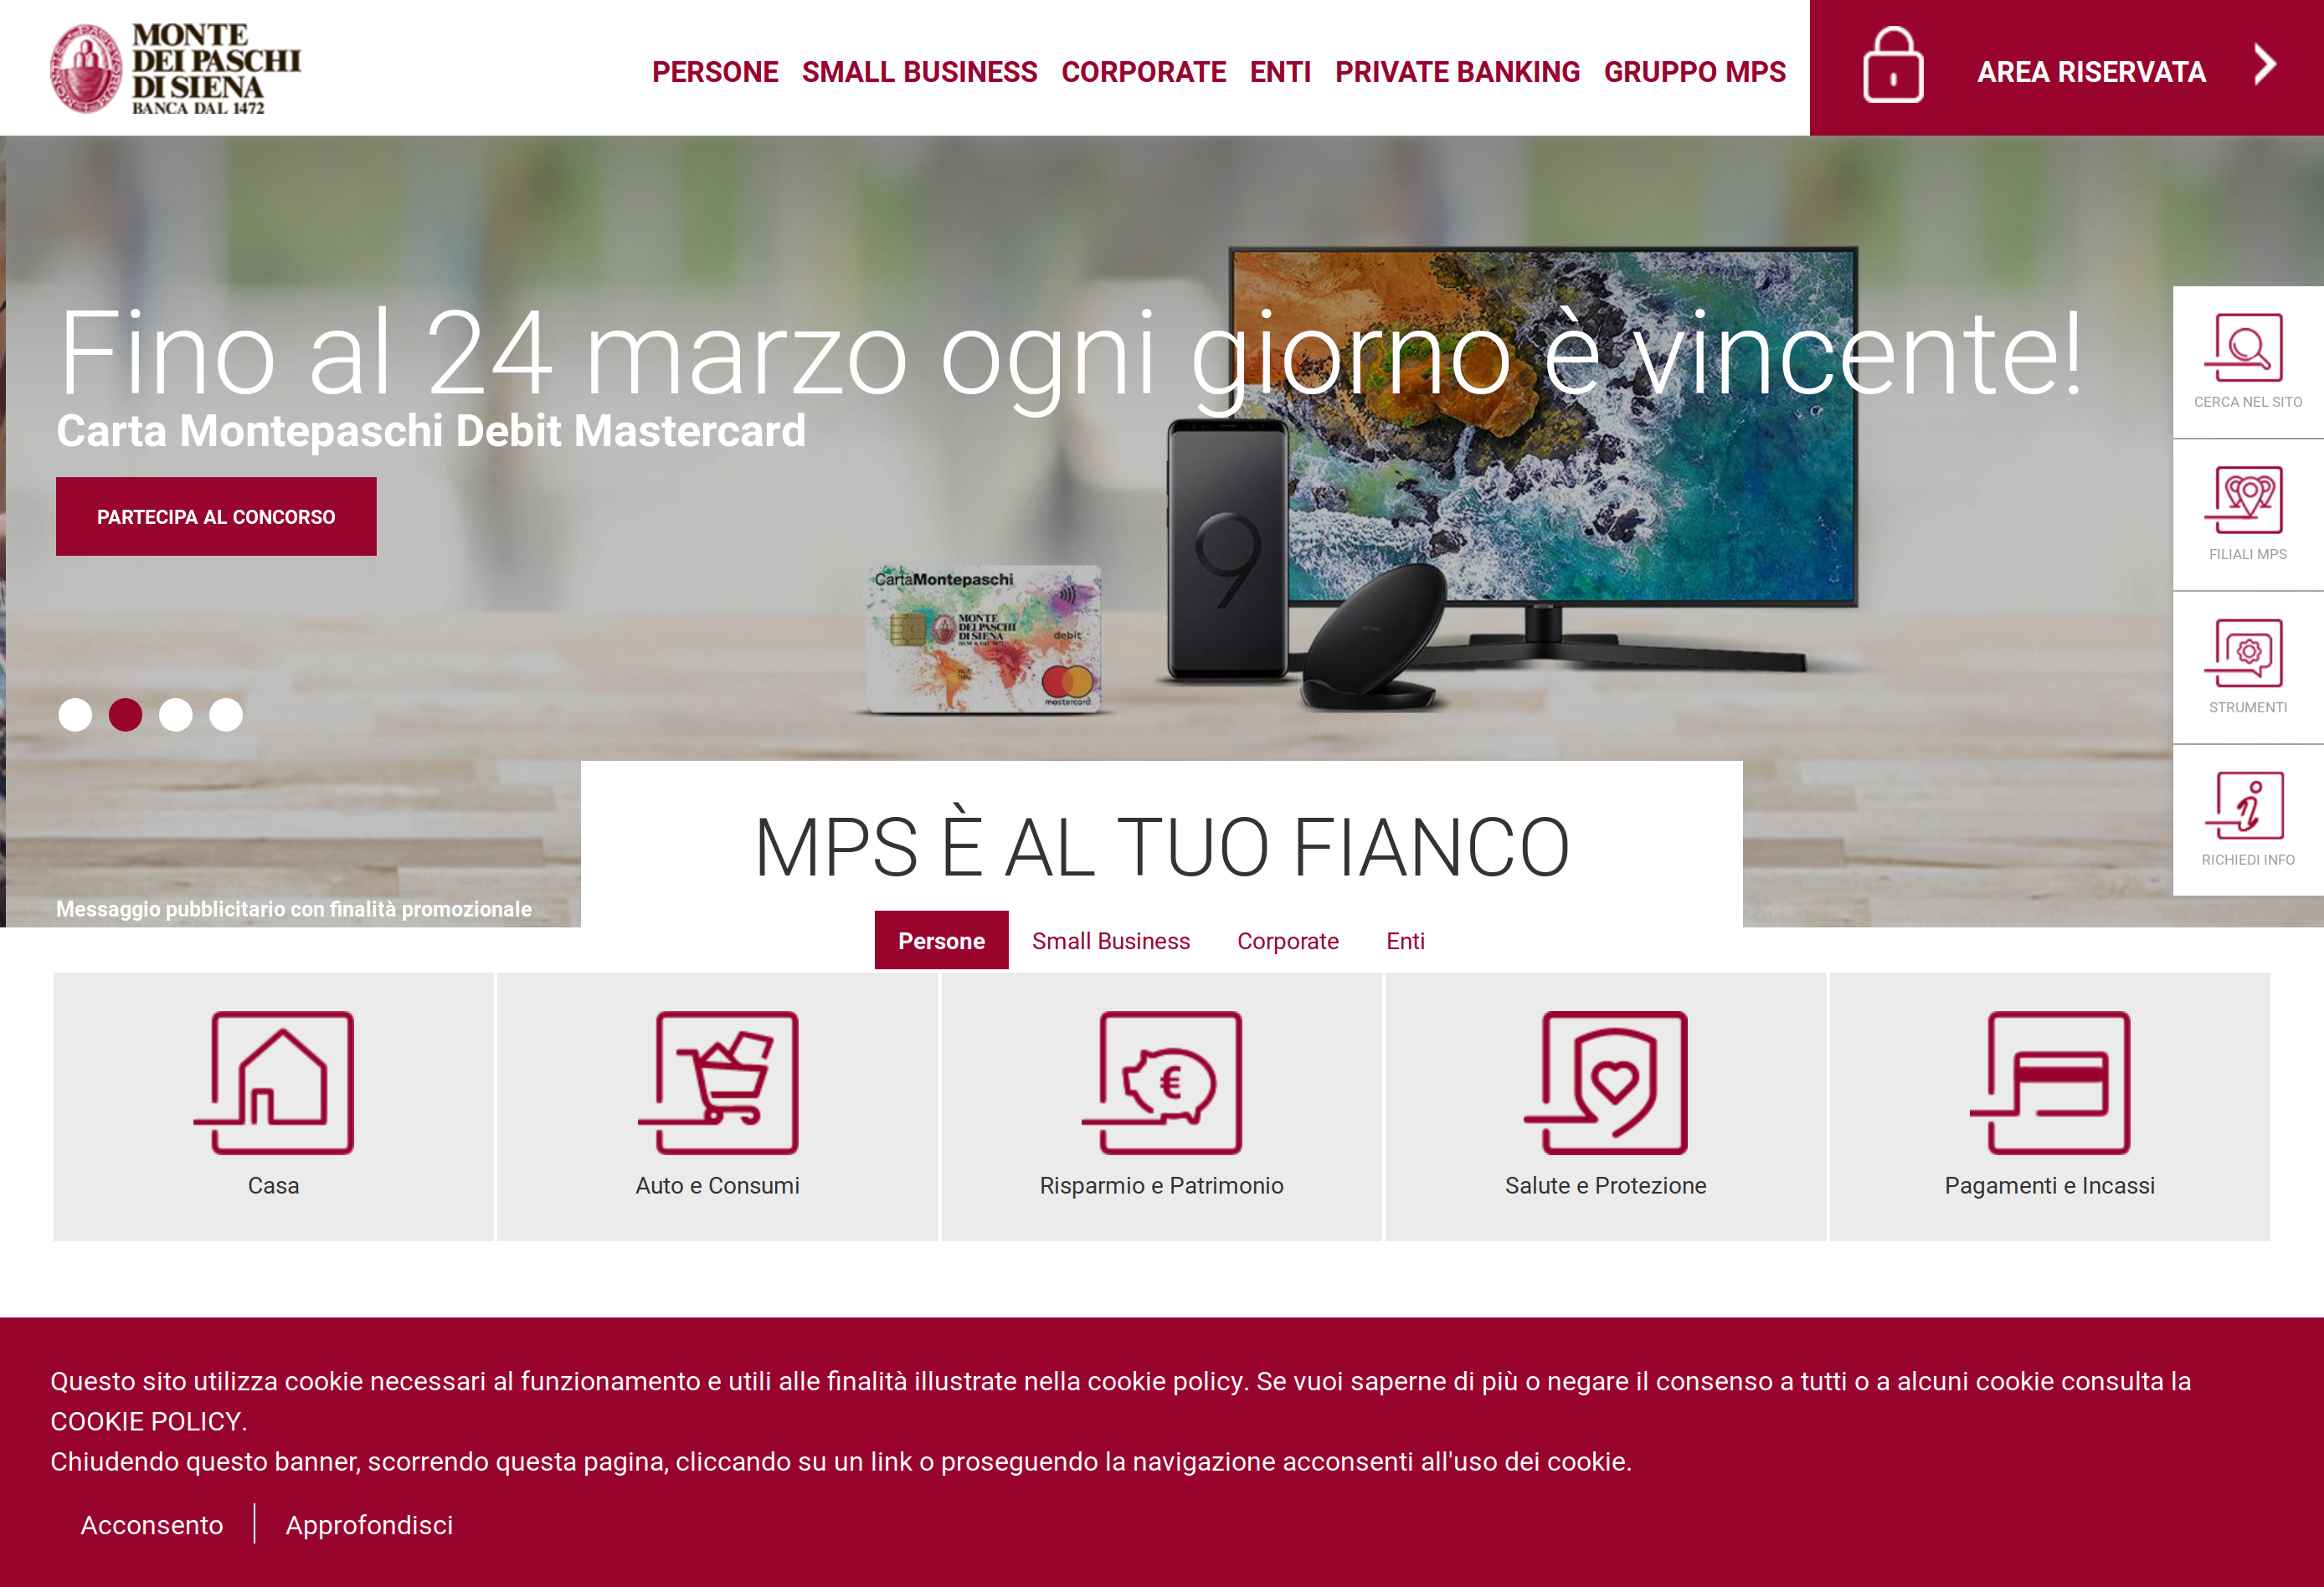 MONTE
DEI PASCHI
DI SIENA
BANCA DAL 1472
PERSONE SMALL BUSINESS CORPORATE ENTI PRIVATE BANKING GRUPPO MPS
AREA RISERVATA
Fino al 24 marzo ogni giorno è vincente!
Carta Montepaschi Debit Mastercard
PARTECIPA AL CONCORSO
CERCA NEL SITO
FILIALI MPS
STRUMENTI
RICHIEDI INFO
CartaMontepaschi
MONTE
DEI PASCHI
DI SIENA
debit
mastercard
9
MPS È AL TUO FIANCO
Messaggio pubblicitario con finalità promozionale
Persone Small Business Corporate Enti
Casa
Auto e Consumi
Risparmio e Patrimonio
Salute e Protezione
Pagamenti e Incassi
Questo sito utilizza cookie necessari al funzionamento e utili alle finalità illustrate nella cookie policy. Se vuoi saperne di più o negare il consenso a tutti o a alcuni cookie consulta la
COOKIE POLICY.
Chiudendo questo banner, scorrendo questa pagina, cliccando su un link o proseguendo la navigazione acconsenti all'uso dei cookie.
Acconsento
Approfondisci